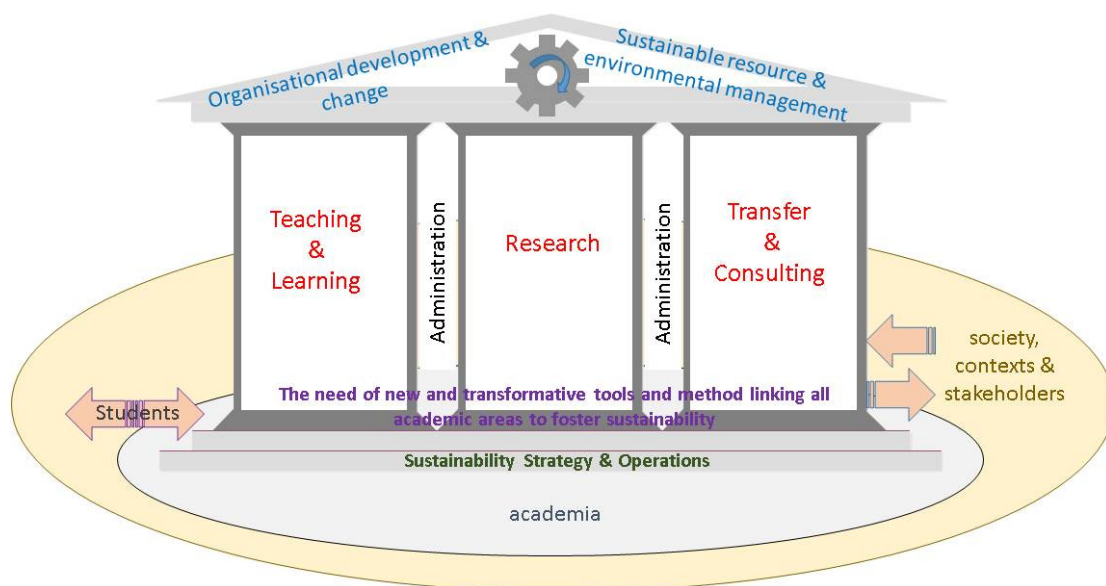 Organisational development &
change
Sustainable resource &
environmental management
Teaching
&
Learning
Administration
Research
Administration
Transfer
&
Consulting
society,
contexts &
stakeholders
Students
The need of new and transformative tools and method linking all
academic areas to foster sustainability
Sustainability Strategy & Operations
academia